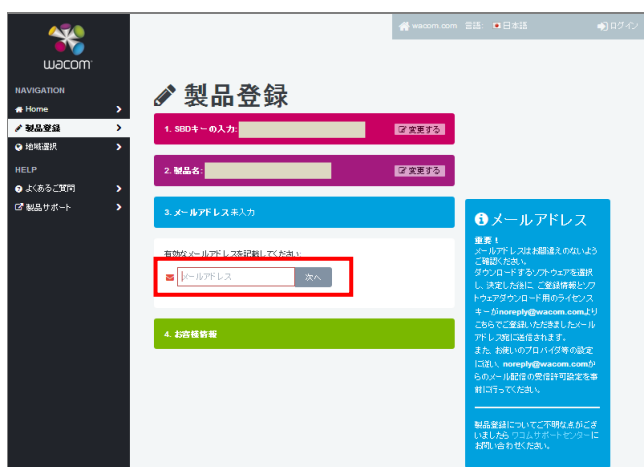 wacom.com 言語: 日本語 ログイン
wacom
NAVIGATION
Home
製品登録
地域選択
HELP
よくあるご質問
製品サポート
製品登録
1. SBDキーの入力: 変更する
2. 製品名: 変更する
3. メールアドレス未入力
有効なメールアドレスを記載してください:
メールアドレス 次へ
4. お客様情報
メールアドレス
重要！
メールアドレスはお間違えのないよう
ご確認ください。
ダウンロードするソフトウェアを選択
し、決定した後に、ご登録情報とソフ
トウェアダウンロード用のライセンス
キーがnoreply@wacom.comより
こちらでご登録いただきましたメール
アドレス宛に送信されます。
また、お使いのプロバイダ等の設定
に従い、noreply@wacom.comか
らのメール配信の受信許可設定を事
前に行ってください。
製品登録についてご不明な点がござ
いましたら ワコムサポートセンターに
お問い合わせください。